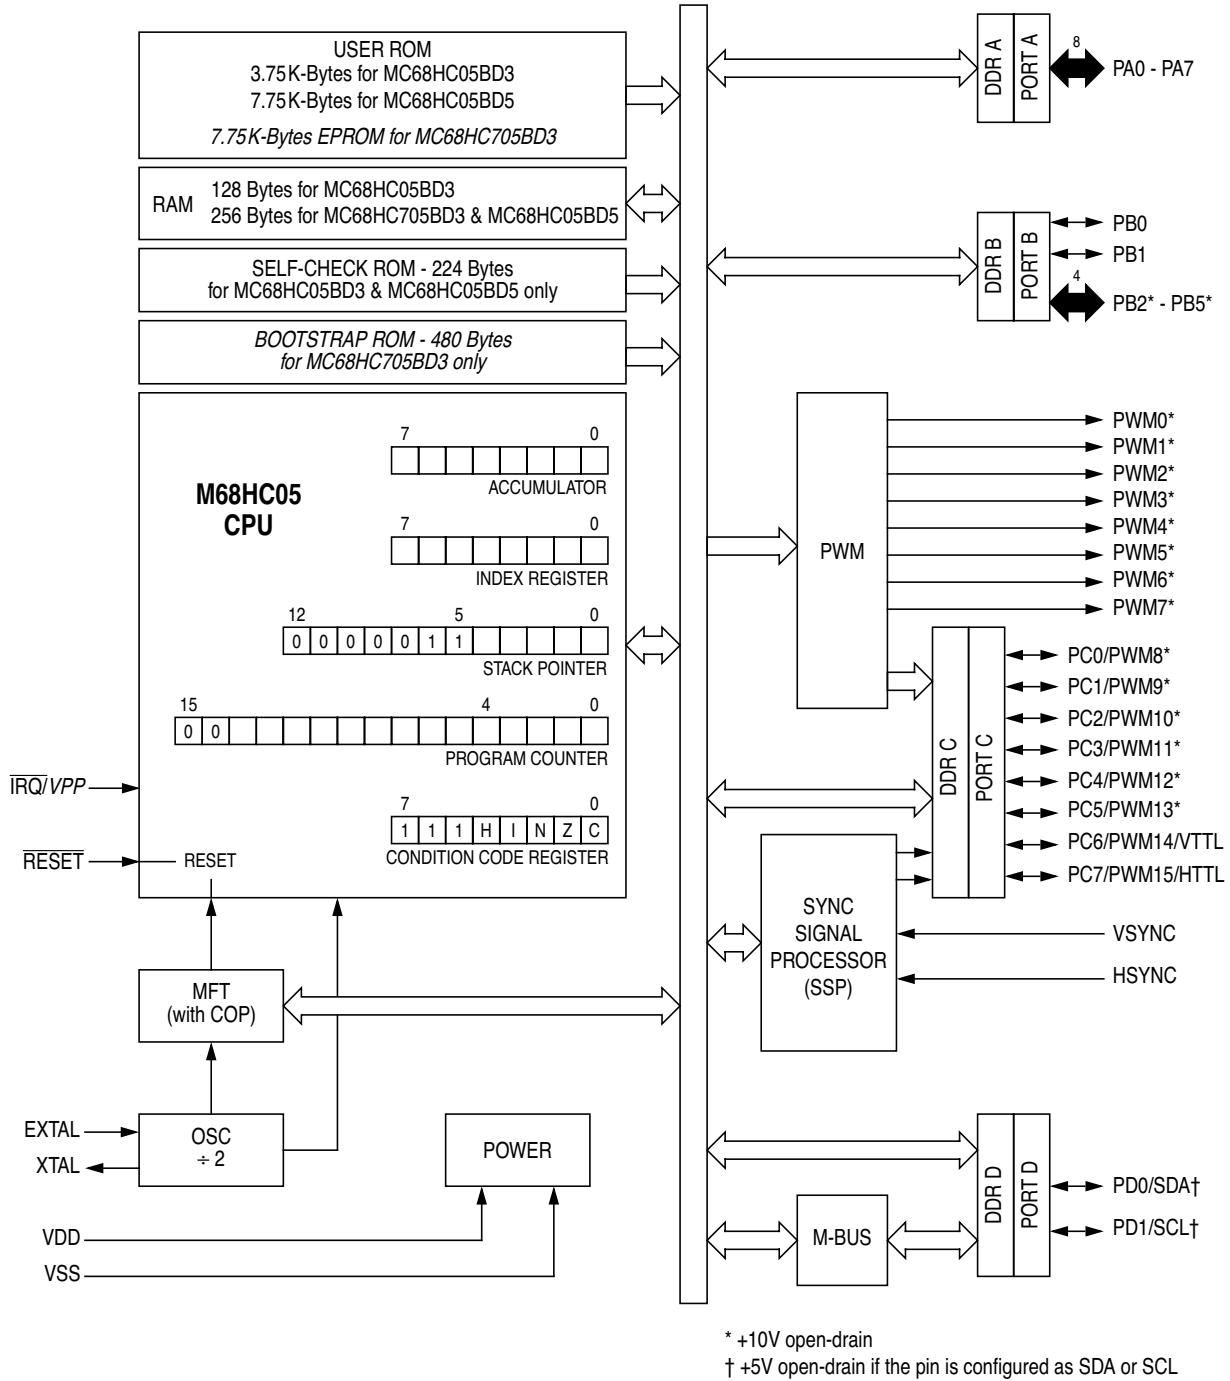 USER ROM
3.75K-Bytes for MC68HC05BD3
7.75K-Bytes for MC68HC05BD5
7.75K-Bytes EPROM for MC68HC705BD3
RAM
128 Bytes for MC68HC05BD3
256 Bytes for MC68HC705BD3 & MC68HC05BD5
SELF-CHECK ROM - 224 Bytes
for MC68HC05BD3 & MC68HC05BD5 only
BOOTSTRAP ROM - 480 Bytes
for MC68HC705BD3 only
M68HC05
CPU
7 0
ACCUMULATOR
7 0
INDEX REGISTER
12 5 0
0 0 0 0 0 1 1
STACK POINTER
15 4 0
0 0
PROGRAM COUNTER
7 0
1 1 1 H I N Z C
CONDITION CODE REGISTER
IRQ/VPP
RESET
RESET
MFT
(with COP)
OSC
÷ 2
EXTAL
XTAL
POWER
VDD
VSS
DDR A
PORT A
8
PA0 - PA7
DDR B
PORT B
PB0
PB1
4
PB2* - PB5*
PWM
PWM0*
PWM1*
PWM2*
PWM3*
PWM4*
PWM5*
PWM6*
PWM7*
DDR C
PORT C
PC0/PWM8*
PC1/PWM9*
PC2/PWM10*
PC3/PWM11*
PC4/PWM12*
PC5/PWM13*
PC6/PWM14/VTTL
PC7/PWM15/HTTL
SYNC
SIGNAL
PROCESSOR
(SSP)
VSYNC
HSYNC
DDR D
PORT D
M-BUS
PD0/SDA†
PD1/SCL†
* +10V open-drain
† +5V open-drain if the pin is configured as SDA or SCL